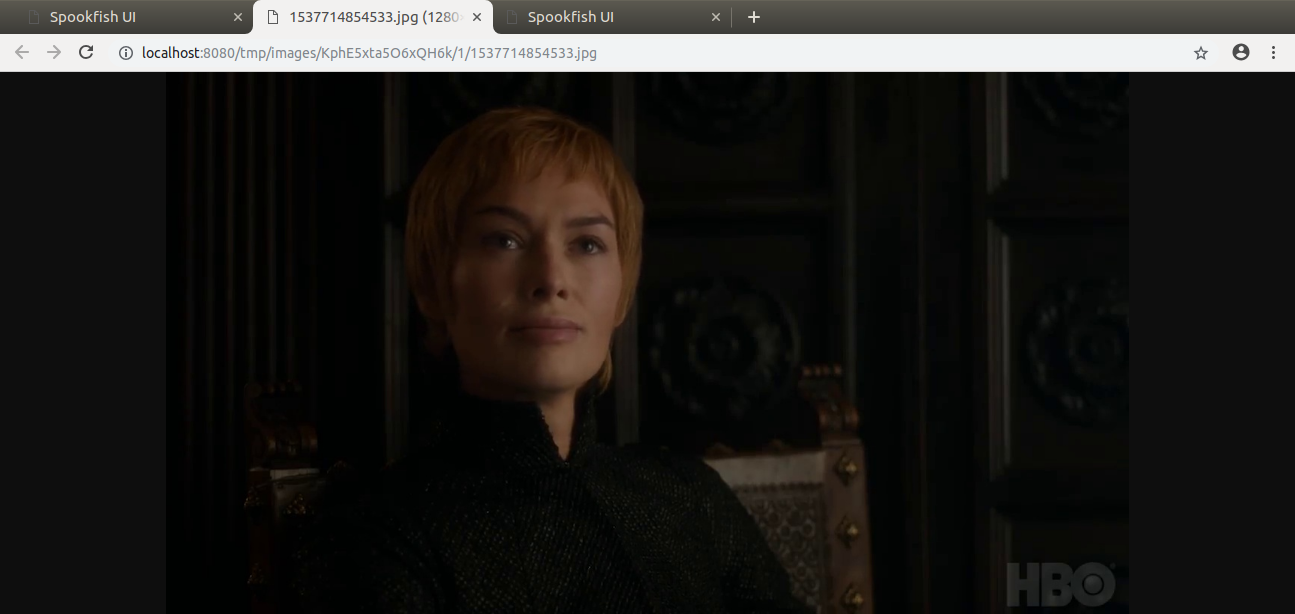 Spookfish UI
1537714854533.jpg (1280
Spookfish UI
localhost:8080/tmp/images/KphE5xta5O6xQH6k/1/1537714854533.jpg
HBO